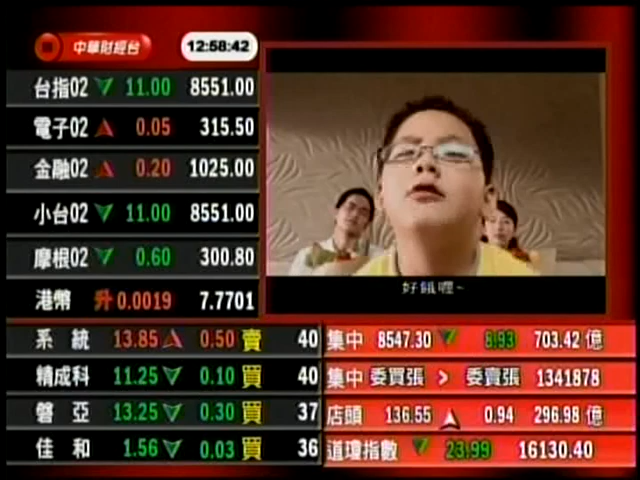 中華財經台 12:58:42
台指02 ▼ 11.00 8551.00
電子02 ▲ 0.05 315.50
金融02 ▲ 0.20 1025.00
小台02 ▼ 11.00 8551.00
摩根02 ▼ 0.60 300.80
港幣 升 0.0019 7.7701
好餓喔~
系統 13.85 ▲ 0.50 賣 40
精成科 11.25 ▼ 0.10 買 40
磐亞 13.25 ▼ 0.30 買 37
佳和 1.56 ▼ 0.03 買 36
集中 8547.30 ▼ 6.93 703.42 億
集中 委買張 > 委賣張 1341878
店頭 136.55 ▲ 0.94 296.98 億
道瓊指數 ▼ 23.99 16130.40